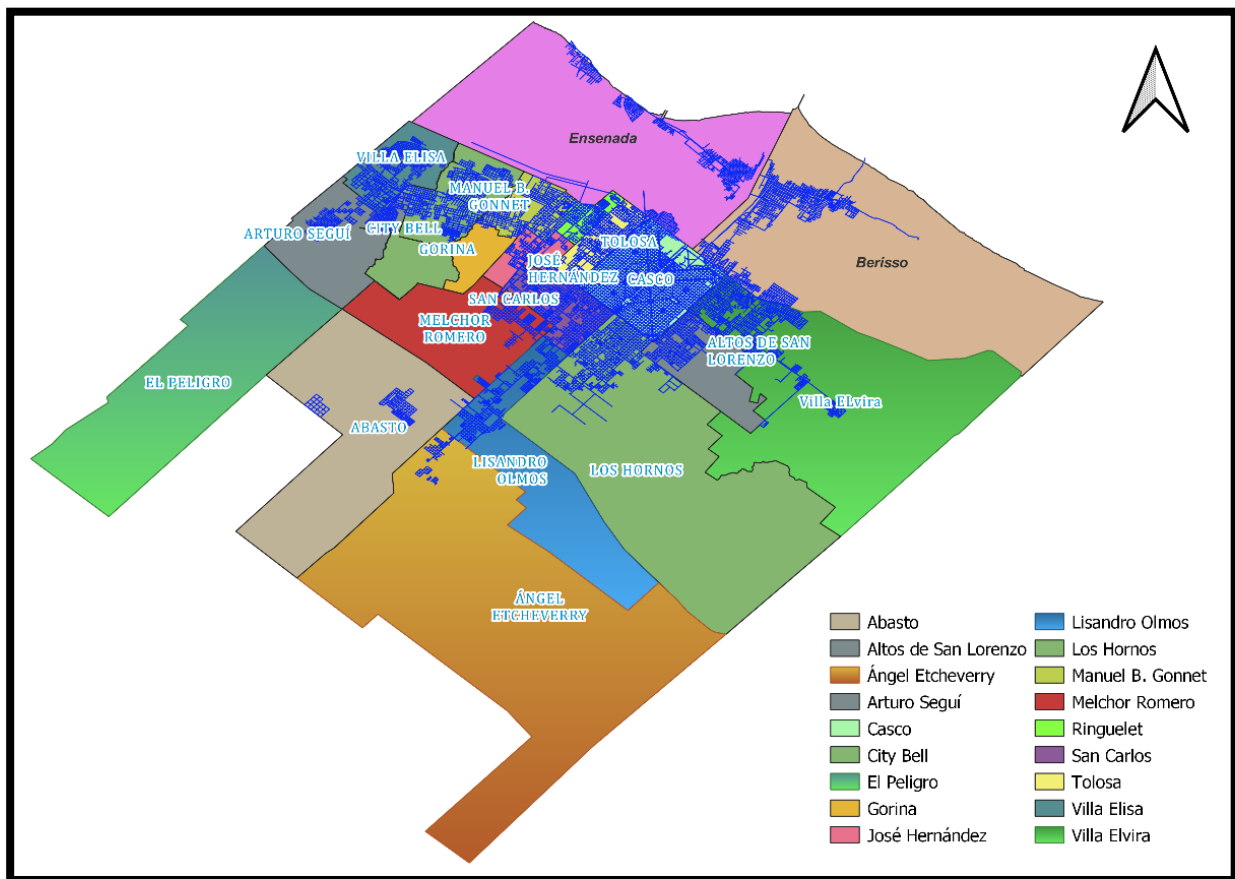 Ensenada
VILLA ELISA
MANUEL B.
GONNET
ARTURO SEGUÍ
CITY BELL
GORINA
TOLOSA
JOSÉ
HERNÁNDEZ
CASCO
Berisso
SAN CARLOS
MELCHOR
ROMERO
ALTOS DE SAN
LORENZO
EL PELIGRO
Villa ELvira
ABASTO
LISANDRO
OLMOS
LOS HORNOS
ÁNGEL
ETCHEVERRY
Abasto
Altos de San Lorenzo
Ángel Etcheverry
Arturo Seguí
Casco
City Bell
El Peligro
Gorina
José Hernández
Lisandro Olmos
Los Hornos
Manuel B. Gonnet
Melchor Romero
Ringuelet
San Carlos
Tolosa
Villa Elisa
Villa Elvira